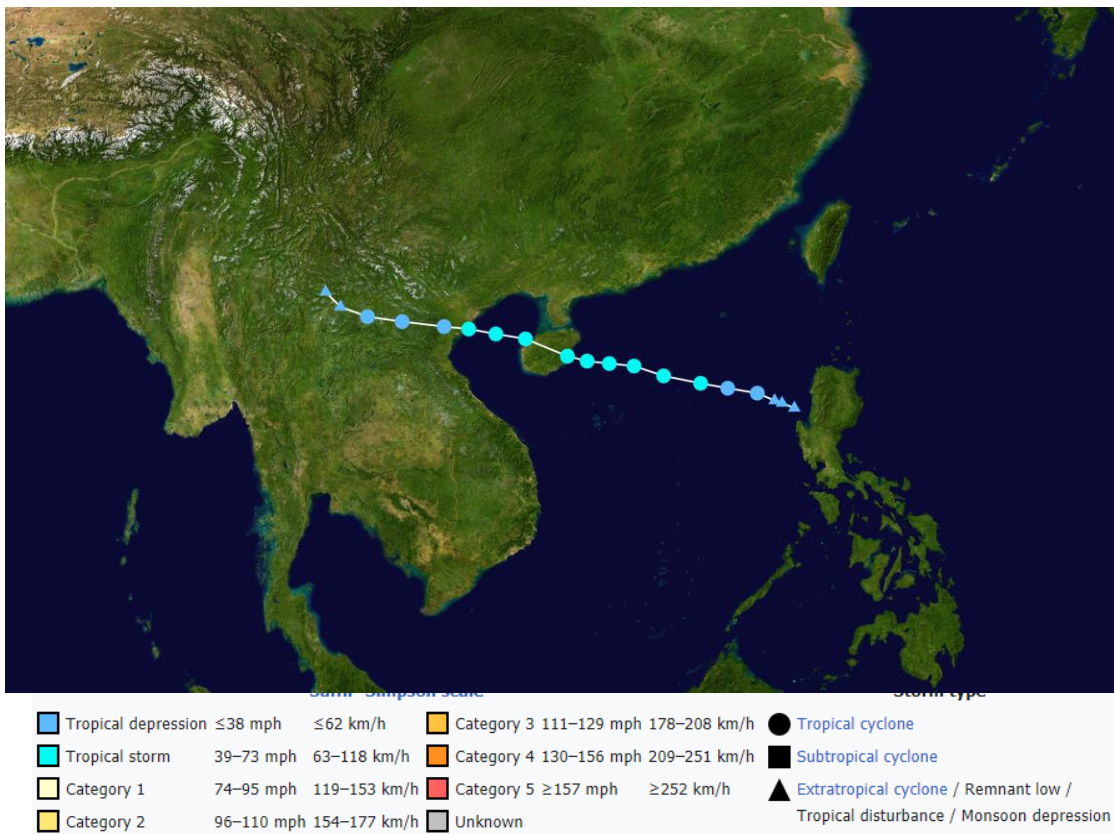 Tropical depression ≤38 mph ≤62 km/h
Tropical storm 39–73 mph 63–118 km/h
Category 1 74–95 mph 119–153 km/h
Category 2 96–110 mph 154–177 km/h
Category 3 111–129 mph 178–208 km/h
Category 4 130–156 mph 209–251 km/h
Category 5 ≥157 mph ≥252 km/h
Unknown
Storm type
Tropical cyclone
Subtropical cyclone
Extratropical cyclone / Remnant low /
Tropical disturbance / Monsoon depression